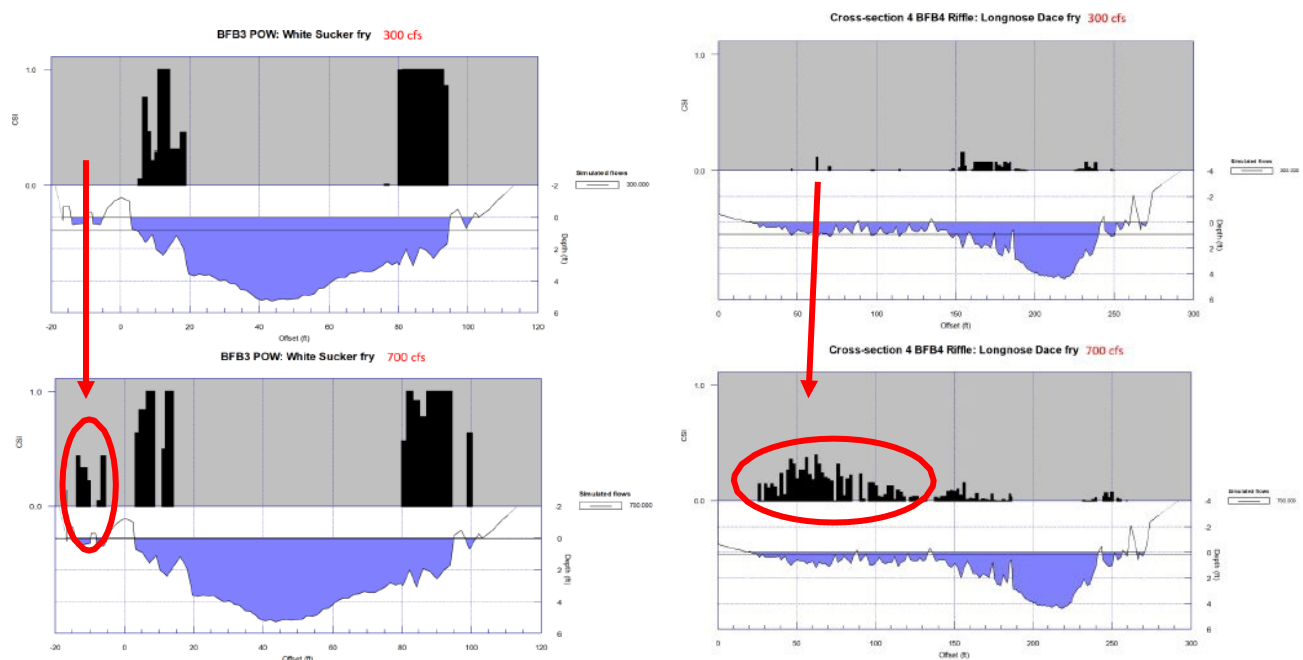 BFB3 POW: White Sucker fry 300 cfs
1.0
CSI
0.0
Simulated flows
300.000
-2
0
2
4
6
Depth (ft)
-20 0 20 40 60 80 100 120
Offset (ft)
Cross-section 4 BFB4 Riffle: Longnose Dace fry 300 cfs
1.0
CSI
0.0
Simulated flows
300.000
-4
-2
0
2
4
6
Depth (ft)
0 50 100 150 200 250 300
Offset (ft)
BFB3 POW: White Sucker fry 700 cfs
1.0
CSI
0.0
Simulated flows
700.000
-2
0
2
4
6
Depth (ft)
-20 0 20 40 60 80 100 120
Offset (ft)
Cross-section 4 BFB4 Riffle: Longnose Dace fry 700 cfs
1.0
CSI
0.0
Simulated flows
700.000
-4
-2
0
2
4
6
Depth (ft)
0 50 100 150 200 250 300
Offset (ft)